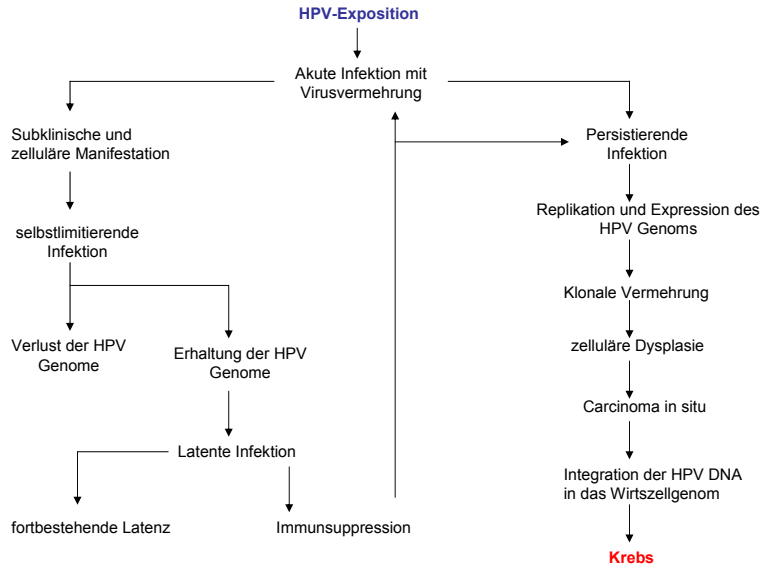 HPV-Exposition
Akute Infektion mit
Virusvermehrung
Subklinische und
zelluläre Manifestation
selbstlimitierende
Infektion
Verlust der HPV
Genome
Erhaltung der HPV
Genome
Latente Infektion
fortbestehende Latenz
Immunsuppression
Persistierende
Infektion
Replikation und Expression des
HPV Genoms
Klonale Vermehrung
zelluläre Dysplasie
Carcinoma in situ
Integration der HPV DNA
in das Wirtszellgenom
Krebs